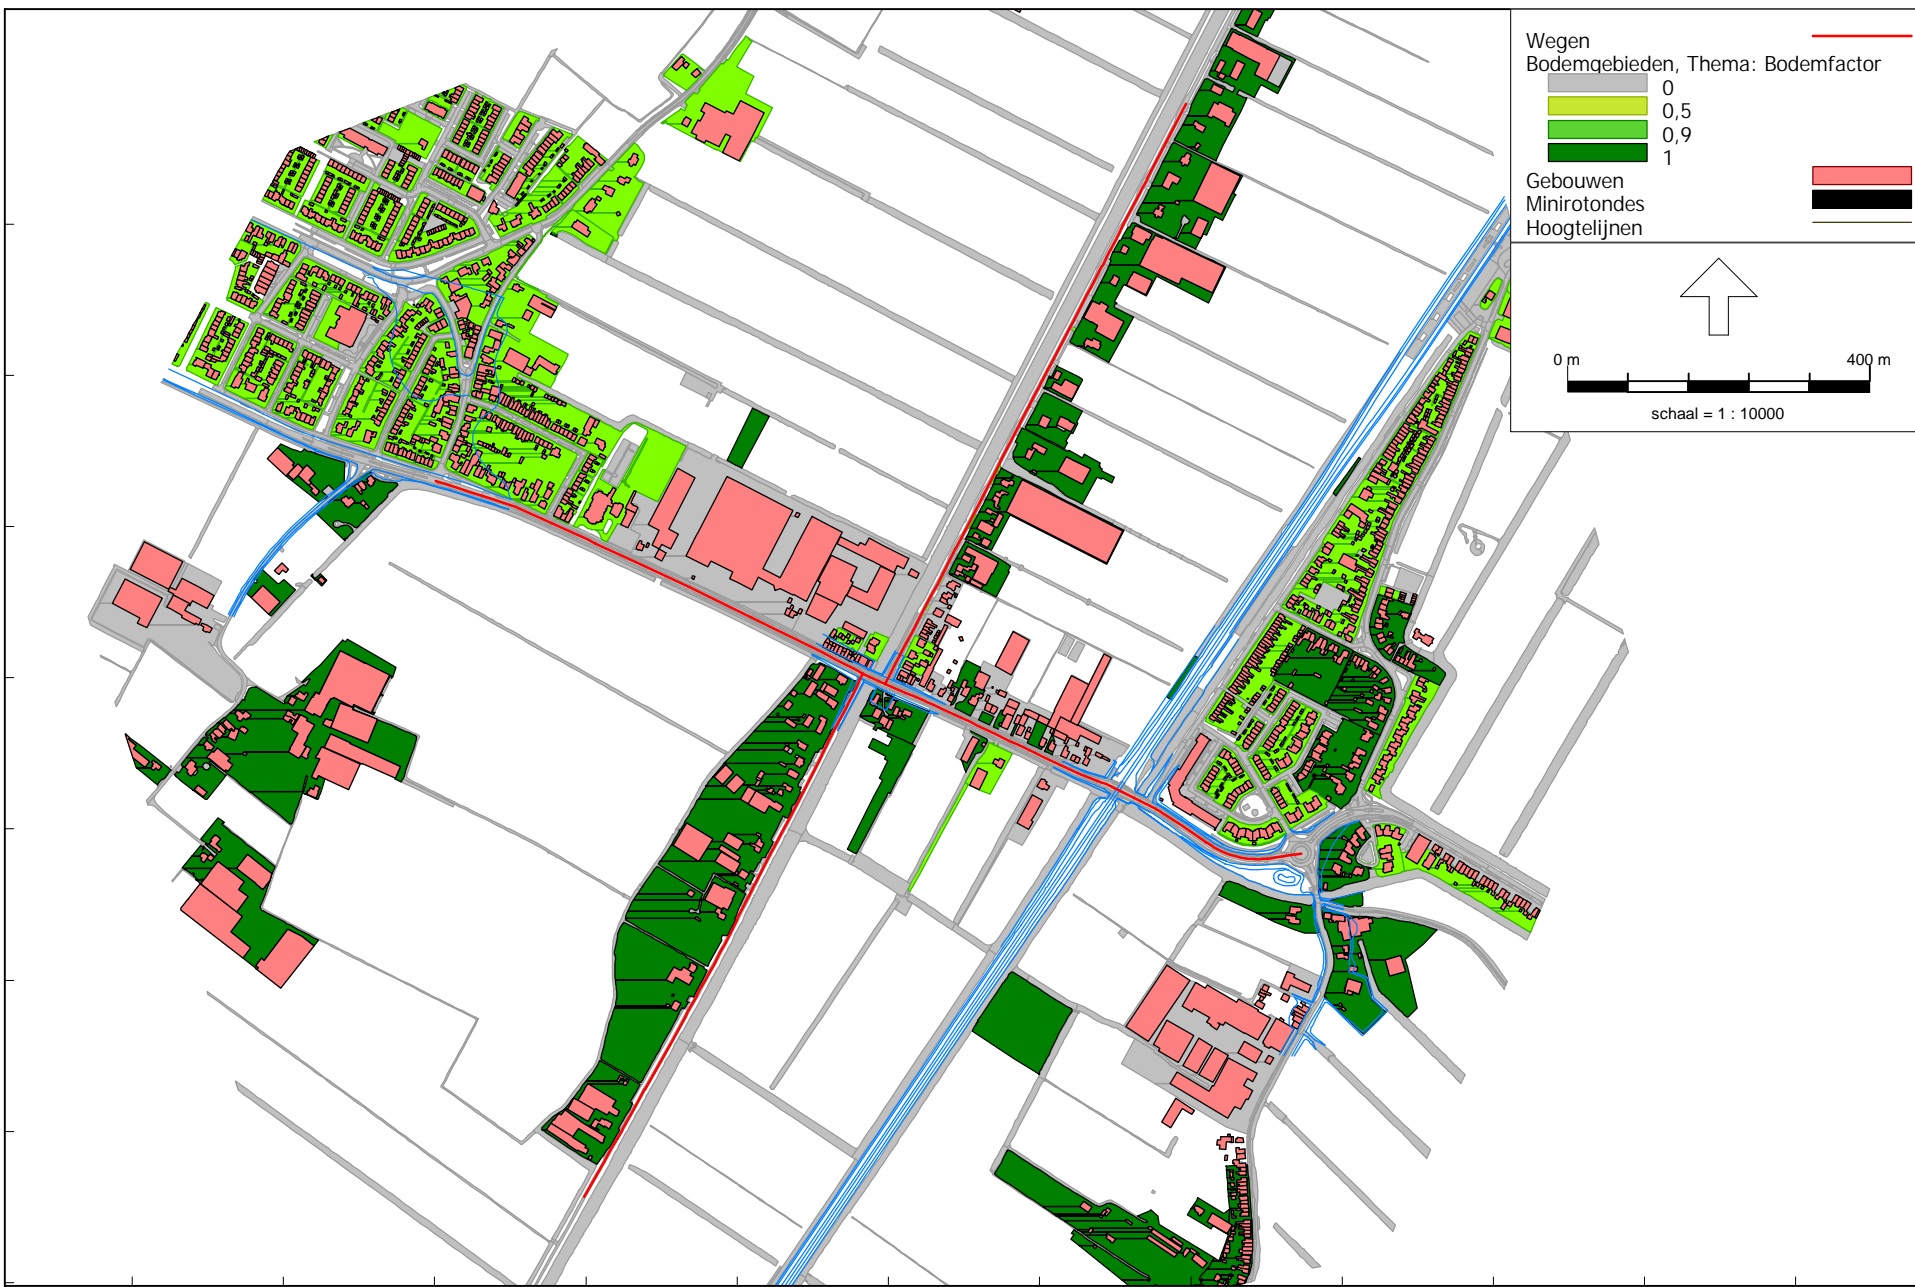 Wegen
Bodemgebieden, Thema: Bodemfactor
0
0,5
0,9
1
Gebouwen
Minirotondes
Hoogtelijnen
0 m 400 m
schaal = 1 : 10000